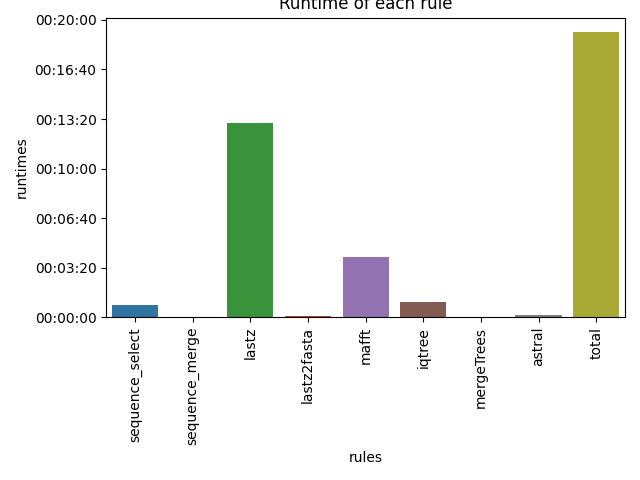 Runtime of each rule
00:20:00
00:16:40
00:13:20
00:10:00
00:06:40
00:03:20
00:00:00
runtimes
sequence_select
sequence_merge
lastz
lastz2fasta
mafft
iqtree
mergeTrees
astral
total
rules